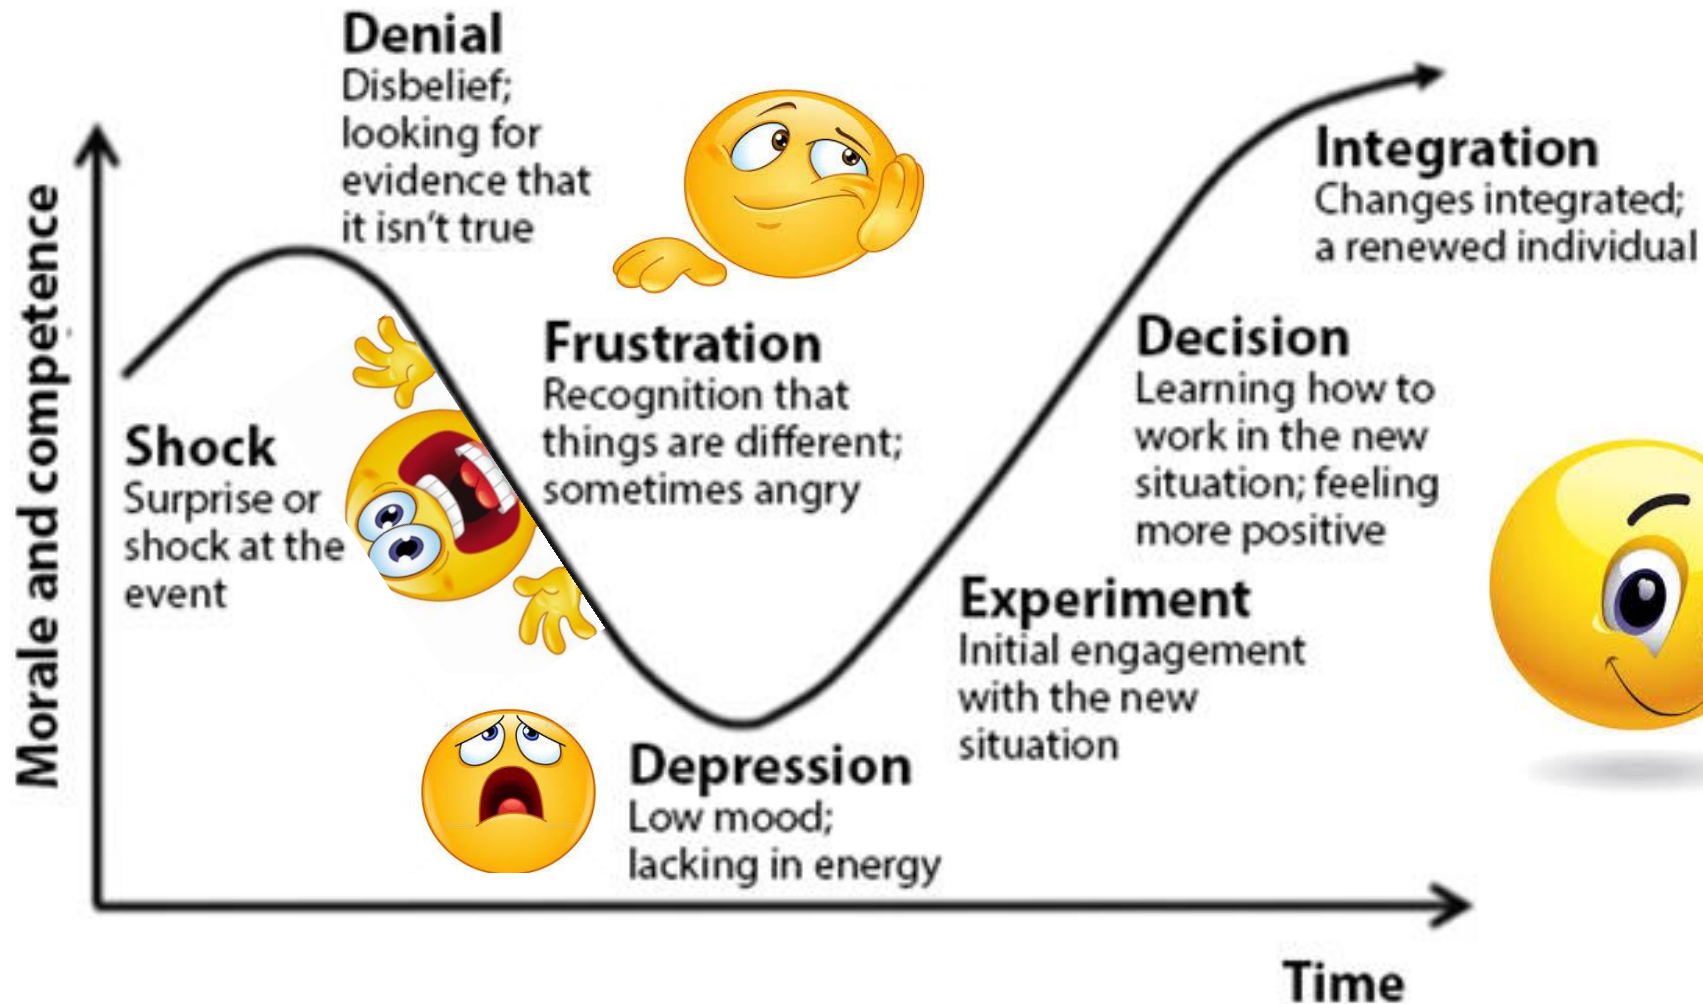 Denial
Disbelief;
looking for
evidence that
it isn't true
Morale and competence
Shock
Surprise or
shock at the
event
Frustration
Recognition that
things are different;
sometimes angry
Depression
Low mood;
lacking in energy
Experiment
Initial engagement
with the new
situation
Decision
Learning how to
work in the new
situation; feeling
more positive
Integration
Changes integrated;
a renewed individual
Time